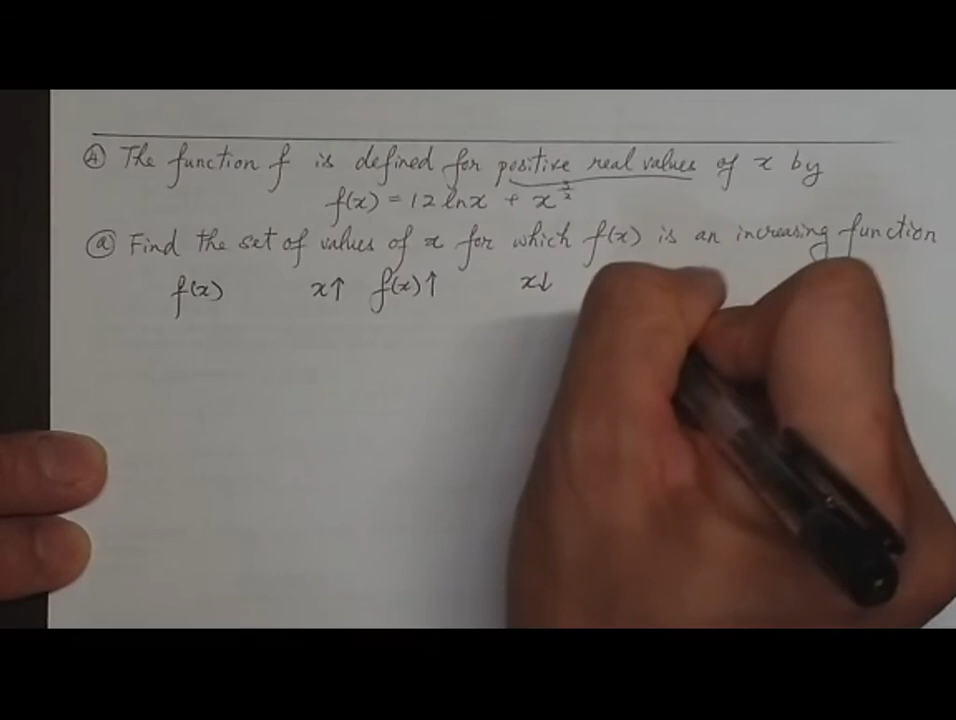 ④ The function f is defined for positive real values of x by
f(x) = 12 ln x + x^(3/2)
ⓐ Find the set of values of x for which f(x) is an increasing function
f(x) x↑ f(x)↑ x↓